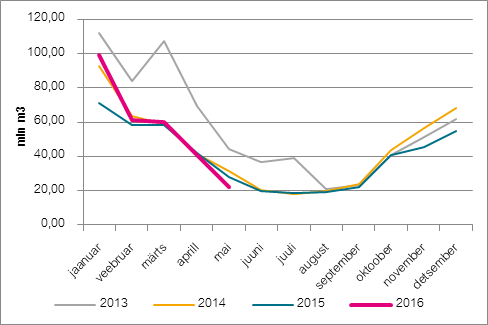 120,00
100,00
80,00
60,00
40,00
20,00
0,00
mln m3
jaanuar
veebruar
märts
aprill
mai
juuni
juuli
august
september
oktoober
november
detsember
2013 2014 2015 2016